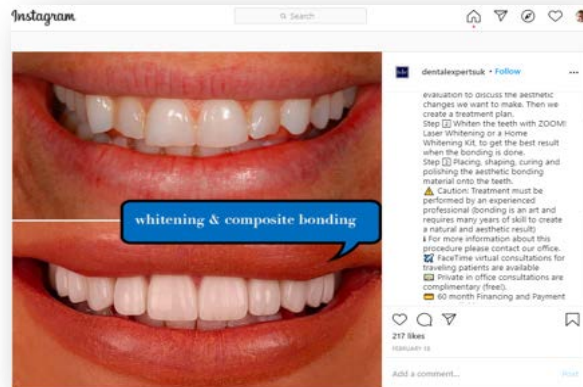 Instagram
Search
dentalexpertsuk • Follow
evaluation to discuss the aesthetic
changes we want to make. Then we
create a treatment plan.
Step 2 Whiten the teeth with ZOOM!
Laser Whitening or a Home
Whitening Kit, to get the best result
when the bonding is done.
Step 3 Placing, shaping, curing and
polishing the aesthetic bonding
material onto the teeth.
⚠️ Caution: Treatment must be
performed by an experienced
professional (bonding is an art and
requires many years of skill to create
a natural and aesthetic result)
ℹ For more information about this
procedure please contact our office.
FaceTime virtual consultations for
traveling patients are available
Private in office consultations are
complimentary (free!).
💳 60 month Financing and Payment
whitening & composite bonding
217 likes
FEBRUARY 18
Add a comment...
Post